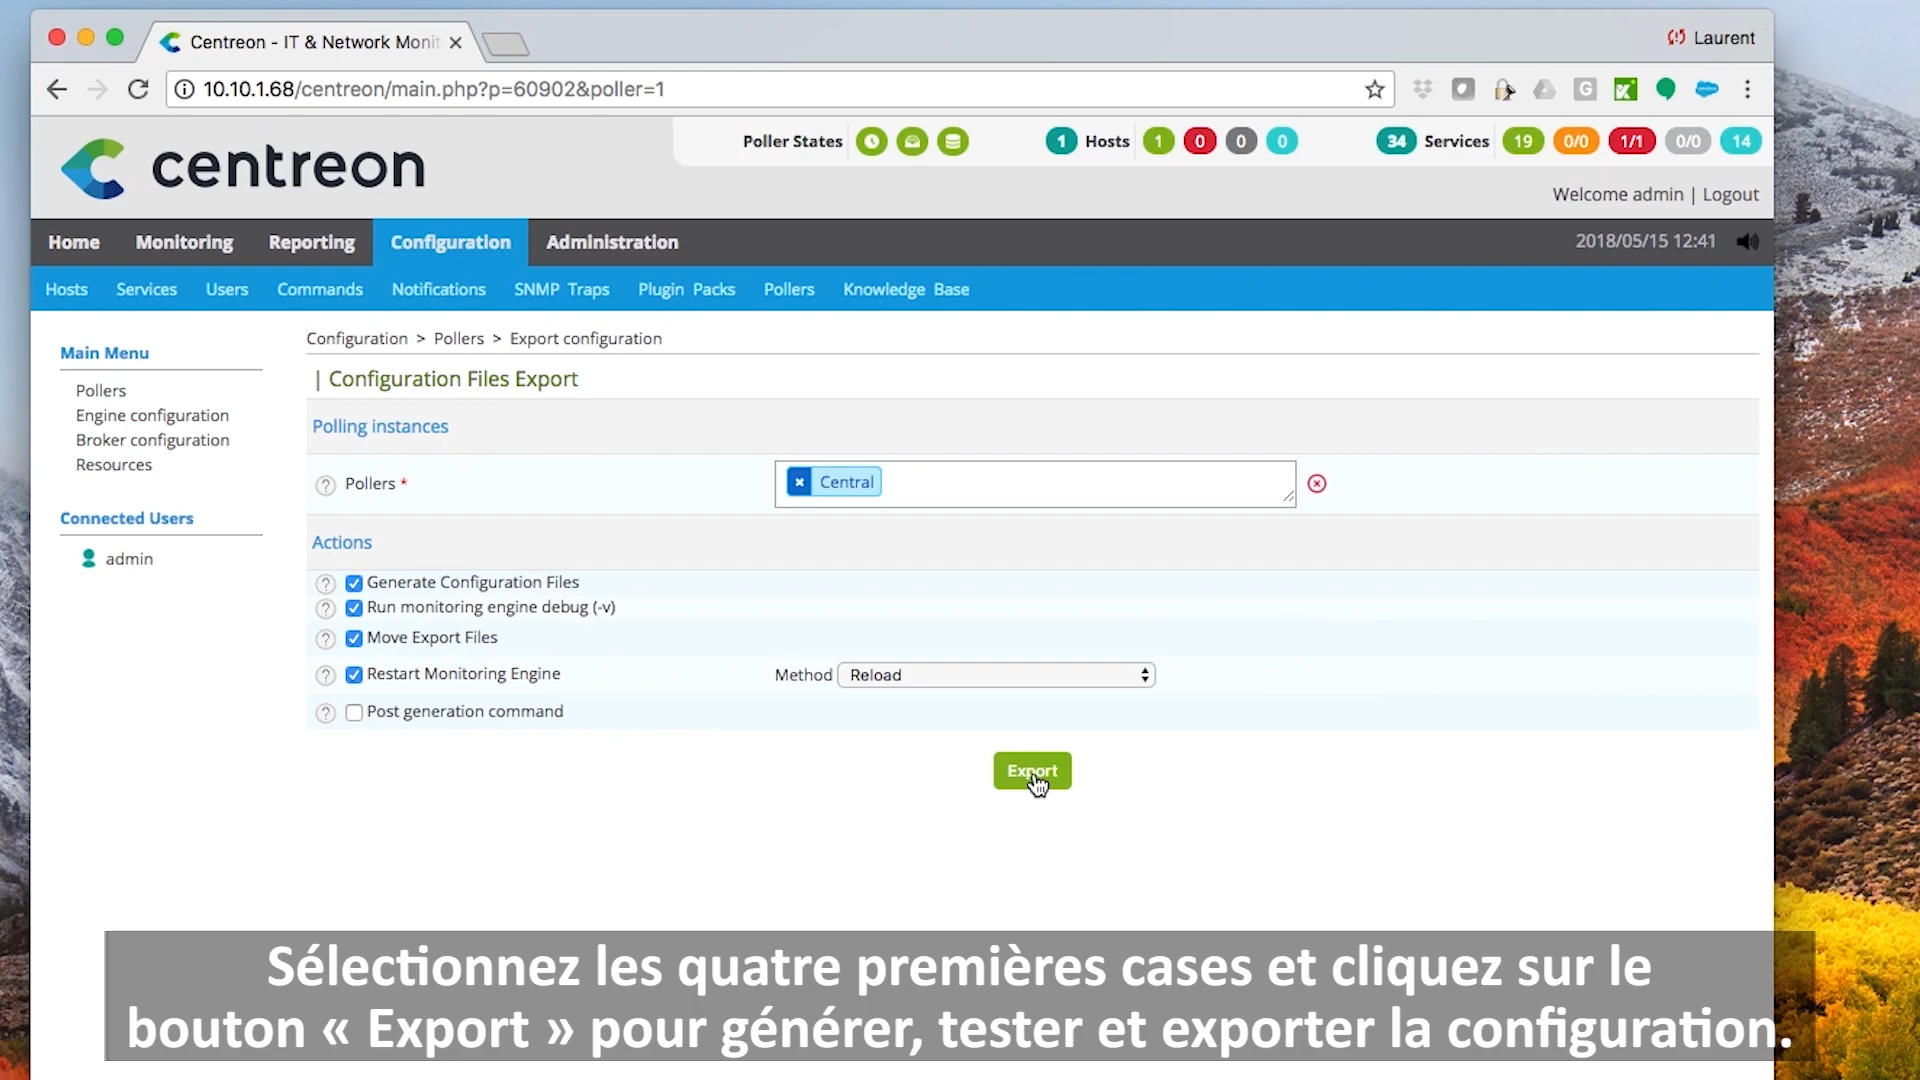 Centreon - IT & Network Monit
Laurent
10.10.1.68/centreon/main.php?p=60902&poller=1
G
centreon
Poller States
1 Hosts 1 0 0 0
34 Services 19 0/0 1/1 0/0 14
Welcome admin | Logout
Home Monitoring Reporting Configuration Administration
2018/05/15 12:41
Hosts Services Users Commands Notifications SNMP Traps Plugin Packs Pollers Knowledge Base
Main Menu
Pollers
Engine configuration
Broker configuration
Resources
Connected Users
admin
Configuration > Pollers > Export configuration
| Configuration Files Export
Polling instances
? Pollers * Central
Actions
? Generate Configuration Files
? Run monitoring engine debug (-v)
? Move Export Files
? Restart Monitoring Engine Method Reload
? Post generation command
Export
Sélectionnez les quatre premières cases et cliquez sur le
bouton « Export » pour générer, tester et exporter la configuration.